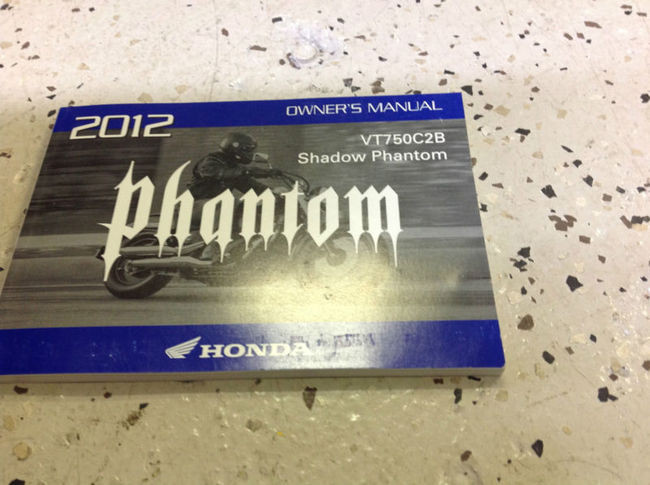 2012
OWNER'S MANUAL
VT750C2B
Shadow Phantom
phantom
HONDA